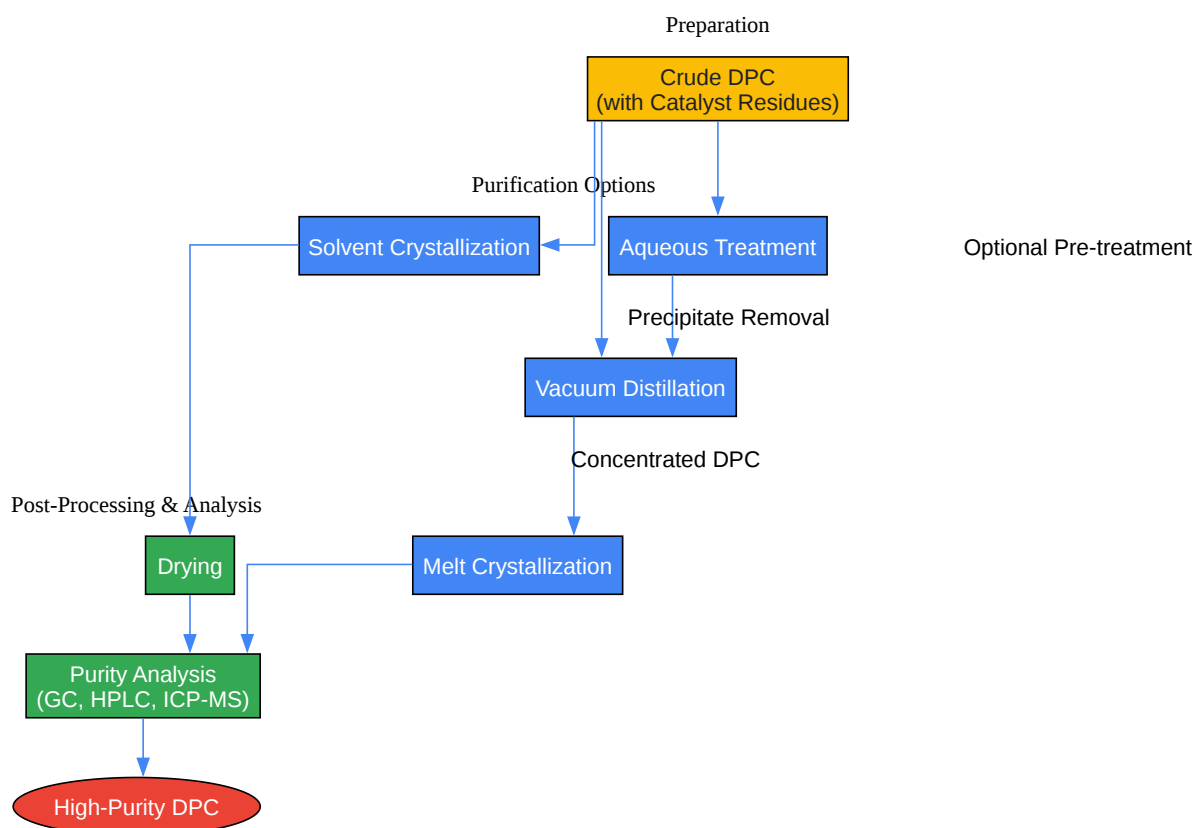 Preparation
Crude DPC
(with Catalyst Residues)
Purification Options
Solvent Crystallization
Aqueous Treatment
Optional Pre-treatment
Precipitate Removal
Vacuum Distillation
Concentrated DPC
Post-Processing & Analysis
Drying
Melt Crystallization
Purity Analysis
(GC, HPLC, ICP-MS)
High-Purity DPC